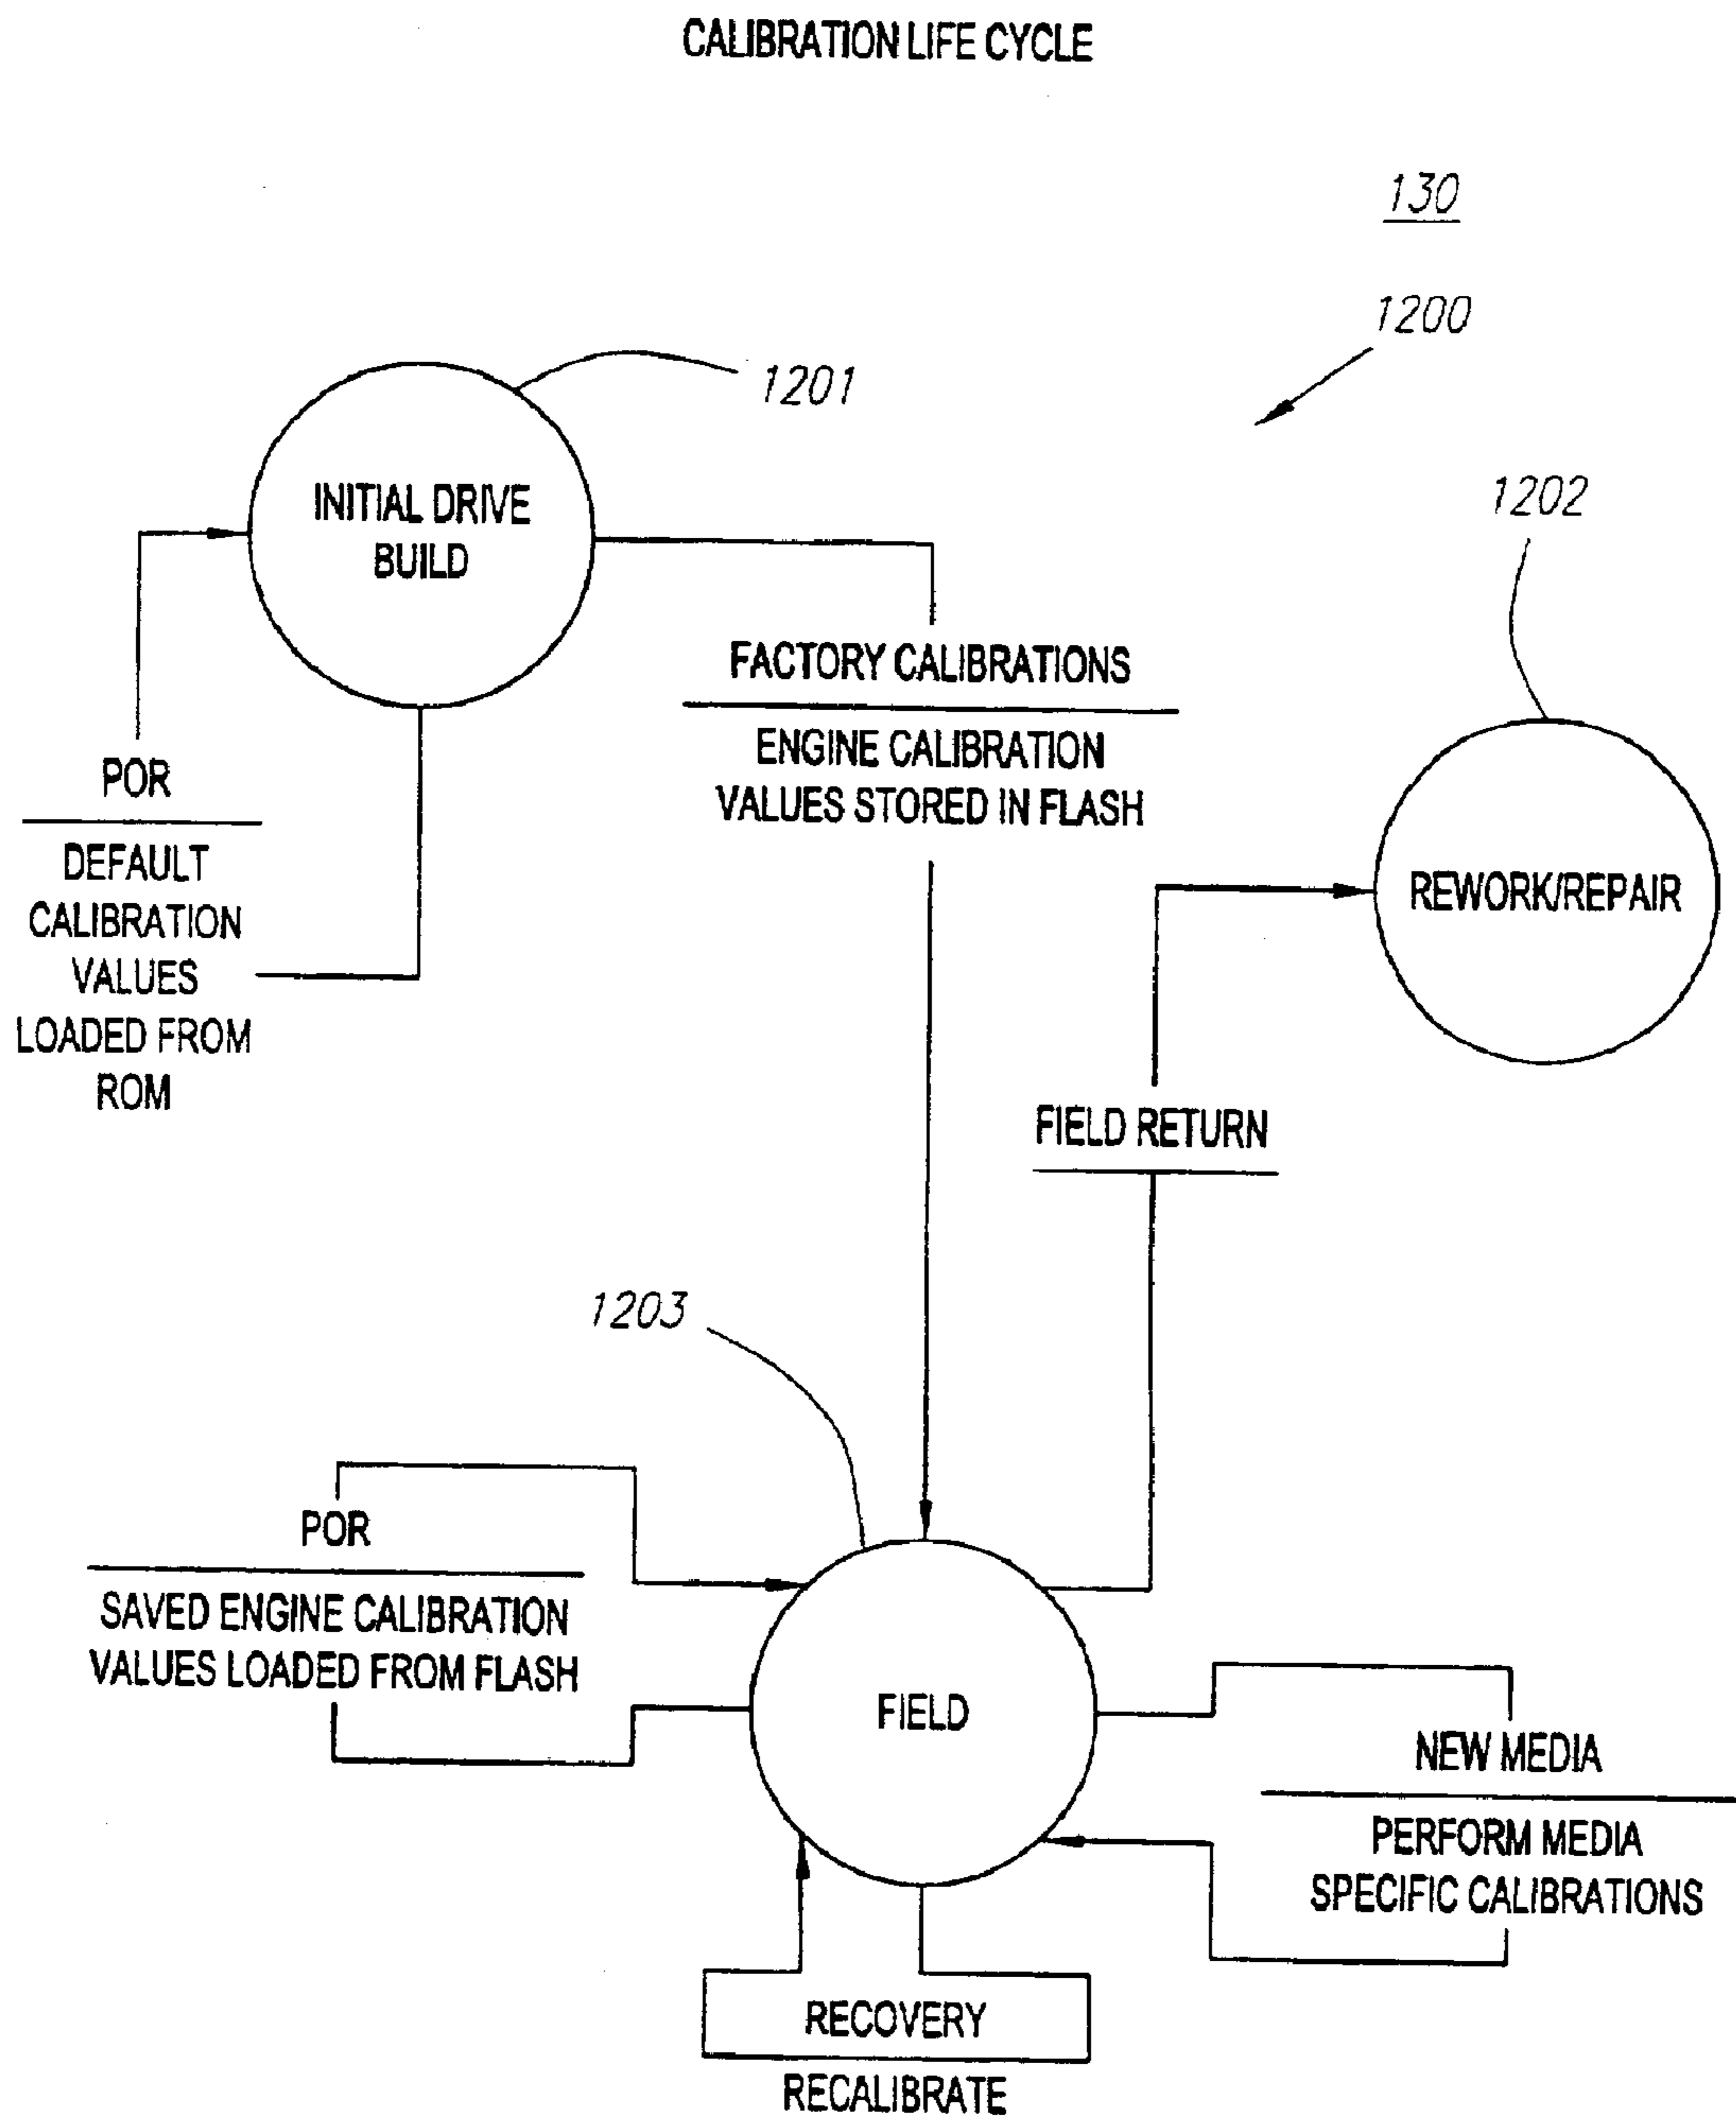 CALIBRATION LIFE CYCLE
130
1200
1201
INITIAL DRIVE
BUILD
1202
FACTORY CALIBRATIONS
ENGINE CALIBRATION
VALUES STORED IN FLASH
POR
DEFAULT
CALIBRATION
VALUES
LOADED FROM
ROM
REWORK/REPAIR
FIELD RETURN
1203
POR
SAVED ENGINE CALIBRATION
VALUES LOADED FROM FLASH
FIELD
NEW MEDIA
PERFORM MEDIA
SPECIFIC CALIBRATIONS
RECOVERY
RECALIBRATE